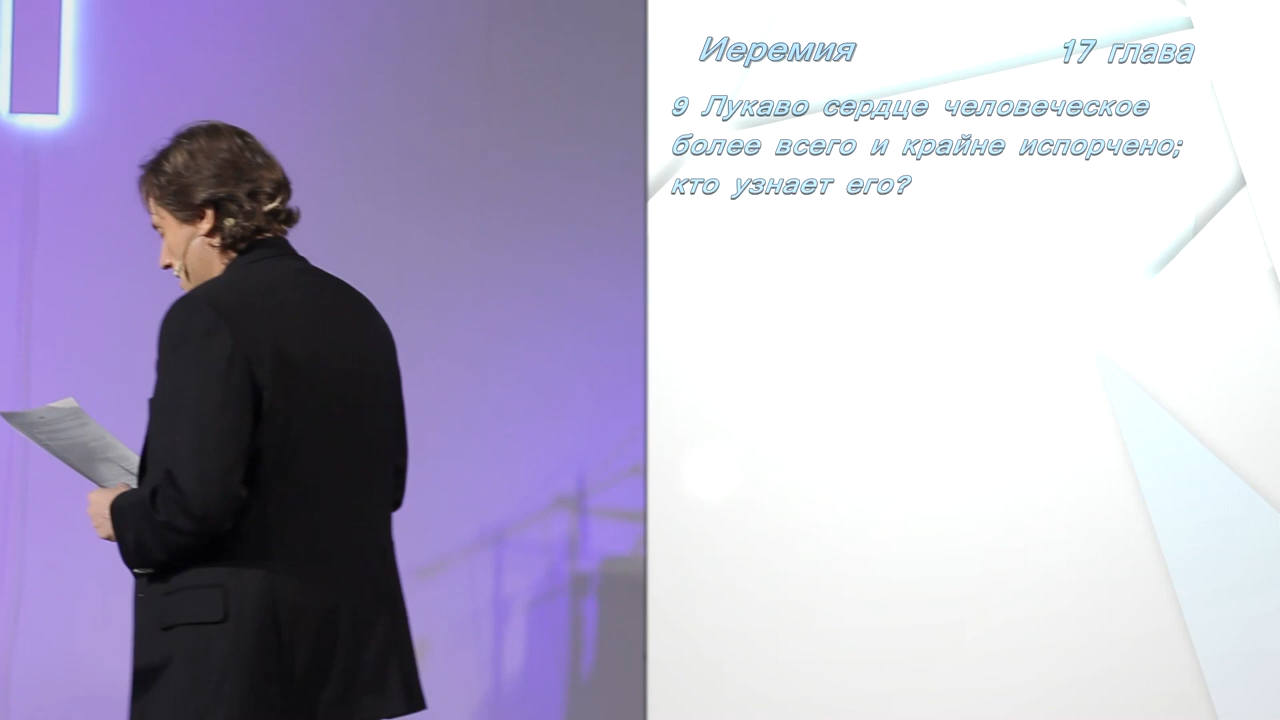 Иеремия 17 глава
9 Лукаво сердце человеческое
более всего и крайне испорчено;
кто узнает его?